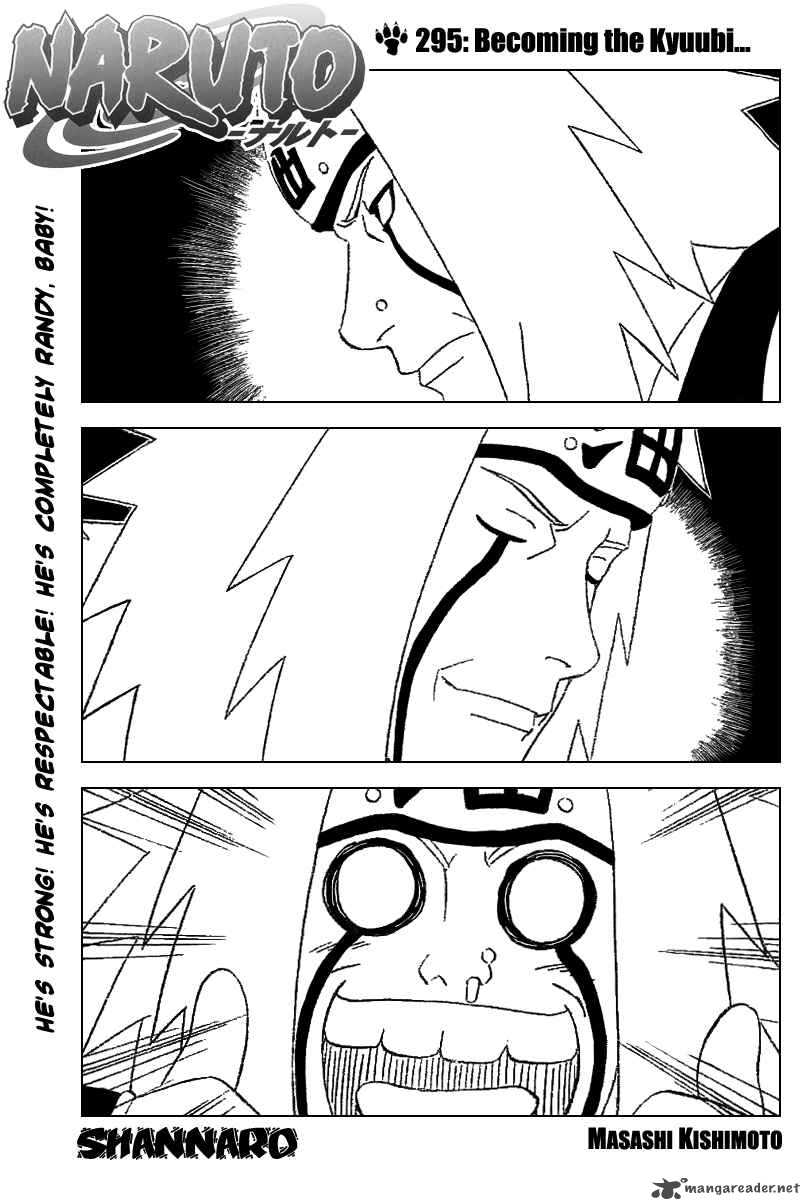 NARUTO
-ナルト-
295: Becoming the Kyuubi...
HE'S STRONG! HE'S RESPECTABLE! HE'S COMPLETELY RANDY, BABY!
油
SHANNARO
MASASHI KISHIMOTO
mangareader.net